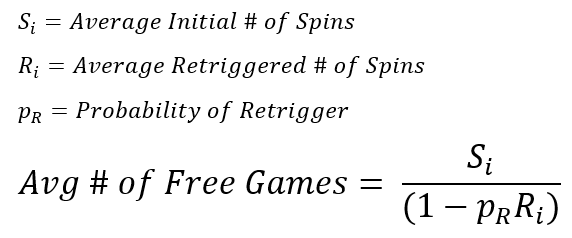 S_i = Average Initial # of Spins
R_i = Average Retriggered # of Spins
p_R = Probability of Retrigger
Avg # of Free Games = S_i / (1 − p_R R_i)